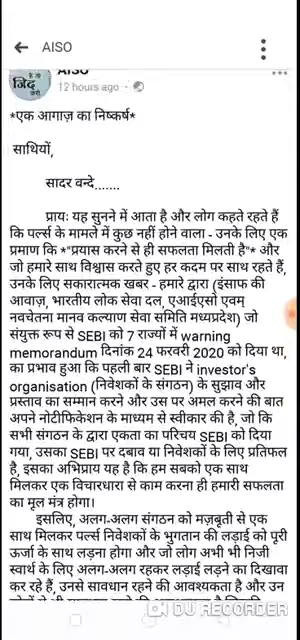 AISO
AISO
है तो
जिद
करो
12 hours ago
*एक आगाज़ का निष्कर्ष*
साथियों,
सादर वन्दे.......
प्राय: यह सुनने में आता है और लोग कहते रहते हैं
कि पर्ल्स के मामले में कुछ नहीं होने वाला - उनके लिए एक
प्रमाण कि *"प्रयास करने से ही सफलता मिलती है"* और
जो हमारे साथ विश्वास करते हुए हर कदम पर साथ रहते हैं,
उनके लिए सकारात्मक खबर - हमारे द्वारा (इंसाफ की
आवाज़, भारतीय लोक सेवा दल, एआईएसो एवम्
नवचेतना मानव कल्याण सेवा समिति मध्यप्रदेश) जो
संयुक्त रूप से SEBI को 7 राज्यों में warning
memorandum दिनांक 24 फरवरी 2020 को दिया था,
का प्रभाव हुआ कि पहली बार SEBI ने investor's
organisation (निवेशकों के संगठन) के सुझाव और
प्रस्ताव का सम्मान करने और उस पर अमल करने की बात
अपने नोटीफिकेशन के माध्यम से स्वीकार की है, जो कि
सभी संगठन के द्वारा एकता का परिचय SEBI को दिया
गया, उसका SEBI पर दबाव या निवेशकों के लिए प्रतिफल
है, इसका अभिप्राय यह है कि हम सबको एक साथ
मिलकर एक विचारधारा से काम करना ही हमारी सफलता
का मूल मंत्र होगा।
इसलिए, अलग-अलग संगठन को मज़बूती से एक
साथ मिलकर पर्ल्स निवेशकों के भुगतान की लड़ाई को पूरी
ऊर्जा के साथ लड़ना होगा और जो लोग अभी भी निजी
स्वार्थ के लिए अलग-अलग रहकर लड़ाई लड़ने का दिखावा
कर रहे हैं, उनसे सावधान रहने की आवश्यकता है और उन
DU RECORDER